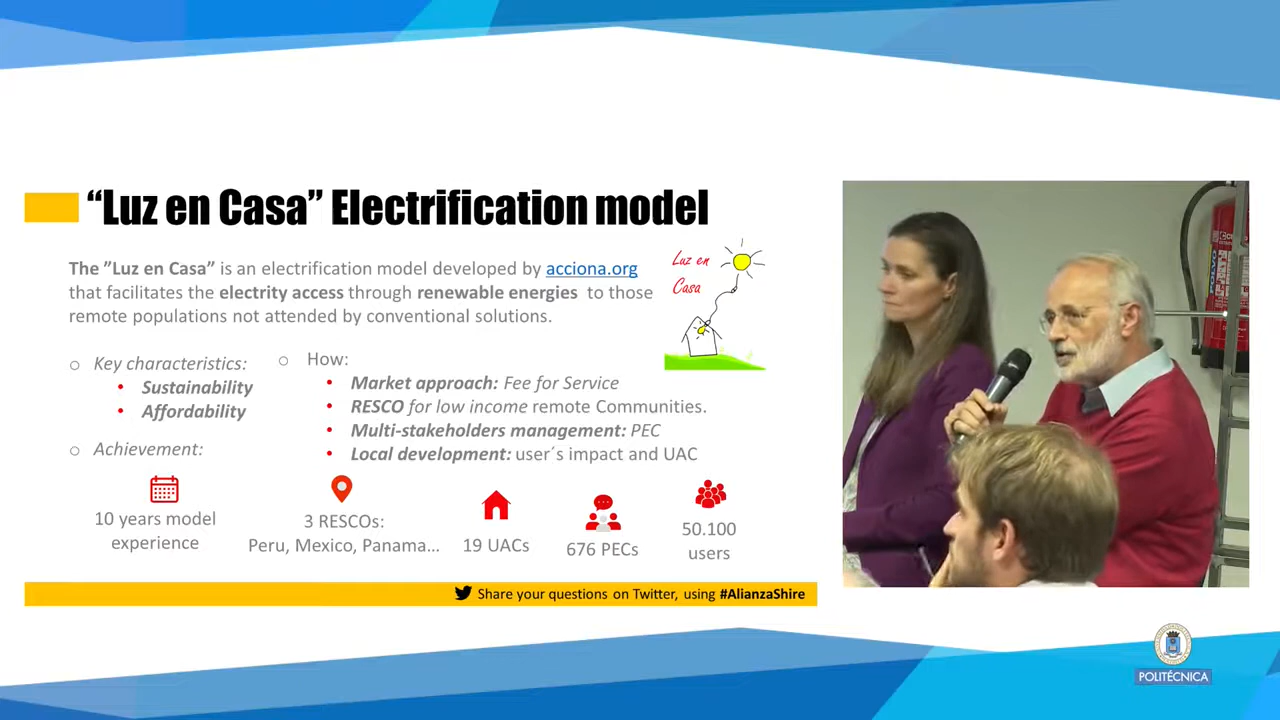 “Luz en Casa” Electrification model
The ”Luz en Casa” is an electrification model developed by acciona.org
that facilitates the electrity access through renewable energies to those
remote populations not attended by conventional solutions.
Luz en
Casa
o Key characteristics:
• Sustainability
• Affordability
o How:
• Market approach: Fee for Service
• RESCO for low income remote Communities.
• Multi-stakeholders management: PEC
• Local development: user´s impact and UAC
o Achievement:
10 years model
experience
3 RESCOs:
Peru, Mexico, Panama...
19 UACs
676 PECs
50.100
users
Share your questions on Twitter, using #AlianzaShire
POLITÉCNICA